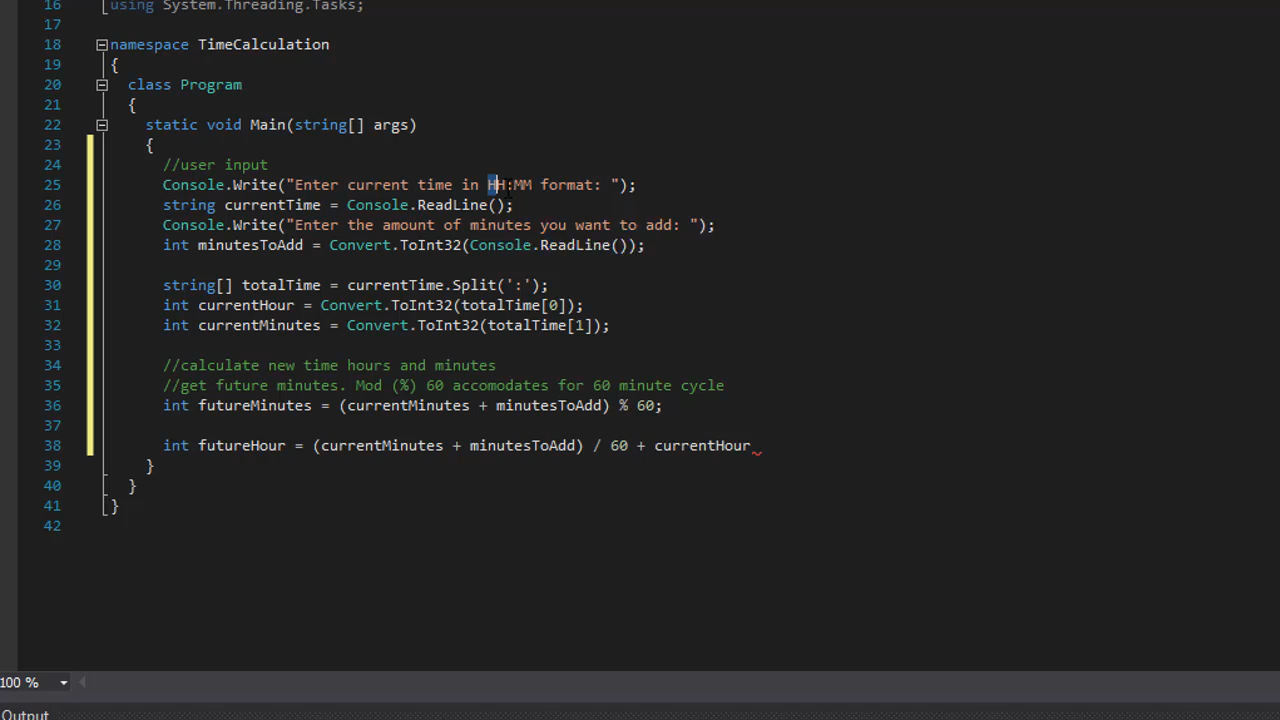 16 using System.Threading.Tasks;
17
18 namespace TimeCalculation
19 {
20 class Program
21 {
22 static void Main(string[] args)
23 {
24 //user input
25 Console.Write("Enter current time in HH:MM format: ");
26 string currentTime = Console.ReadLine();
27 Console.Write("Enter the amount of minutes you want to add: ");
28 int minutesToAdd = Convert.ToInt32(Console.ReadLine());
29
30 string[] totalTime = currentTime.Split(':');
31 int currentHour = Convert.ToInt32(totalTime[0]);
32 int currentMinutes = Convert.ToInt32(totalTime[1]);
33
34 //calculate new time hours and minutes
35 //get future minutes. Mod (%) 60 accomodates for 60 minute cycle
36 int futureMinutes = (currentMinutes + minutesToAdd) % 60;
37
38 int futureHour = (currentMinutes + minutesToAdd) / 60 + currentHour
39 }
40 }
41 }
42
100 %
Output